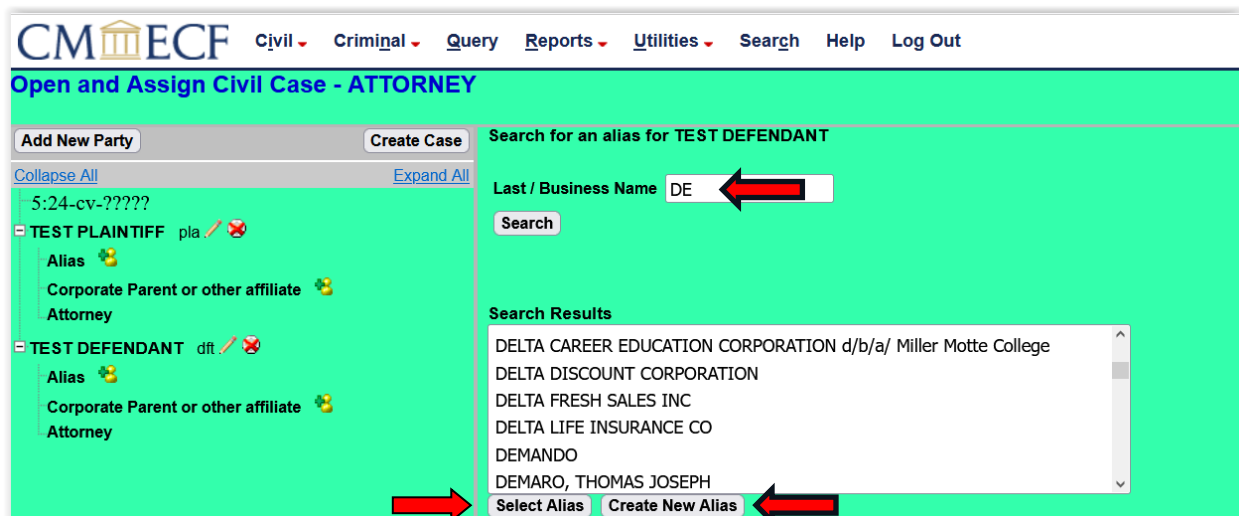 CM ECF Civil Criminal Query Reports Utilities Search Help Log Out
Open and Assign Civil Case - ATTORNEY
Add New Party Create Case
Collapse All Expand All
5:24-cv-?????
TEST PLAINTIFF pla
Alias
Corporate Parent or other affiliate
Attorney
TEST DEFENDANT dft
Alias
Corporate Parent or other affiliate
Attorney
Search for an alias for TEST DEFENDANT
Last / Business Name DE
Search
Search Results
DELTA CAREER EDUCATION CORPORATION d/b/a/ Miller Motte College
DELTA DISCOUNT CORPORATION
DELTA FRESH SALES INC
DELTA LIFE INSURANCE CO
DEMANDO
DEMARO, THOMAS JOSEPH
Select Alias Create New Alias